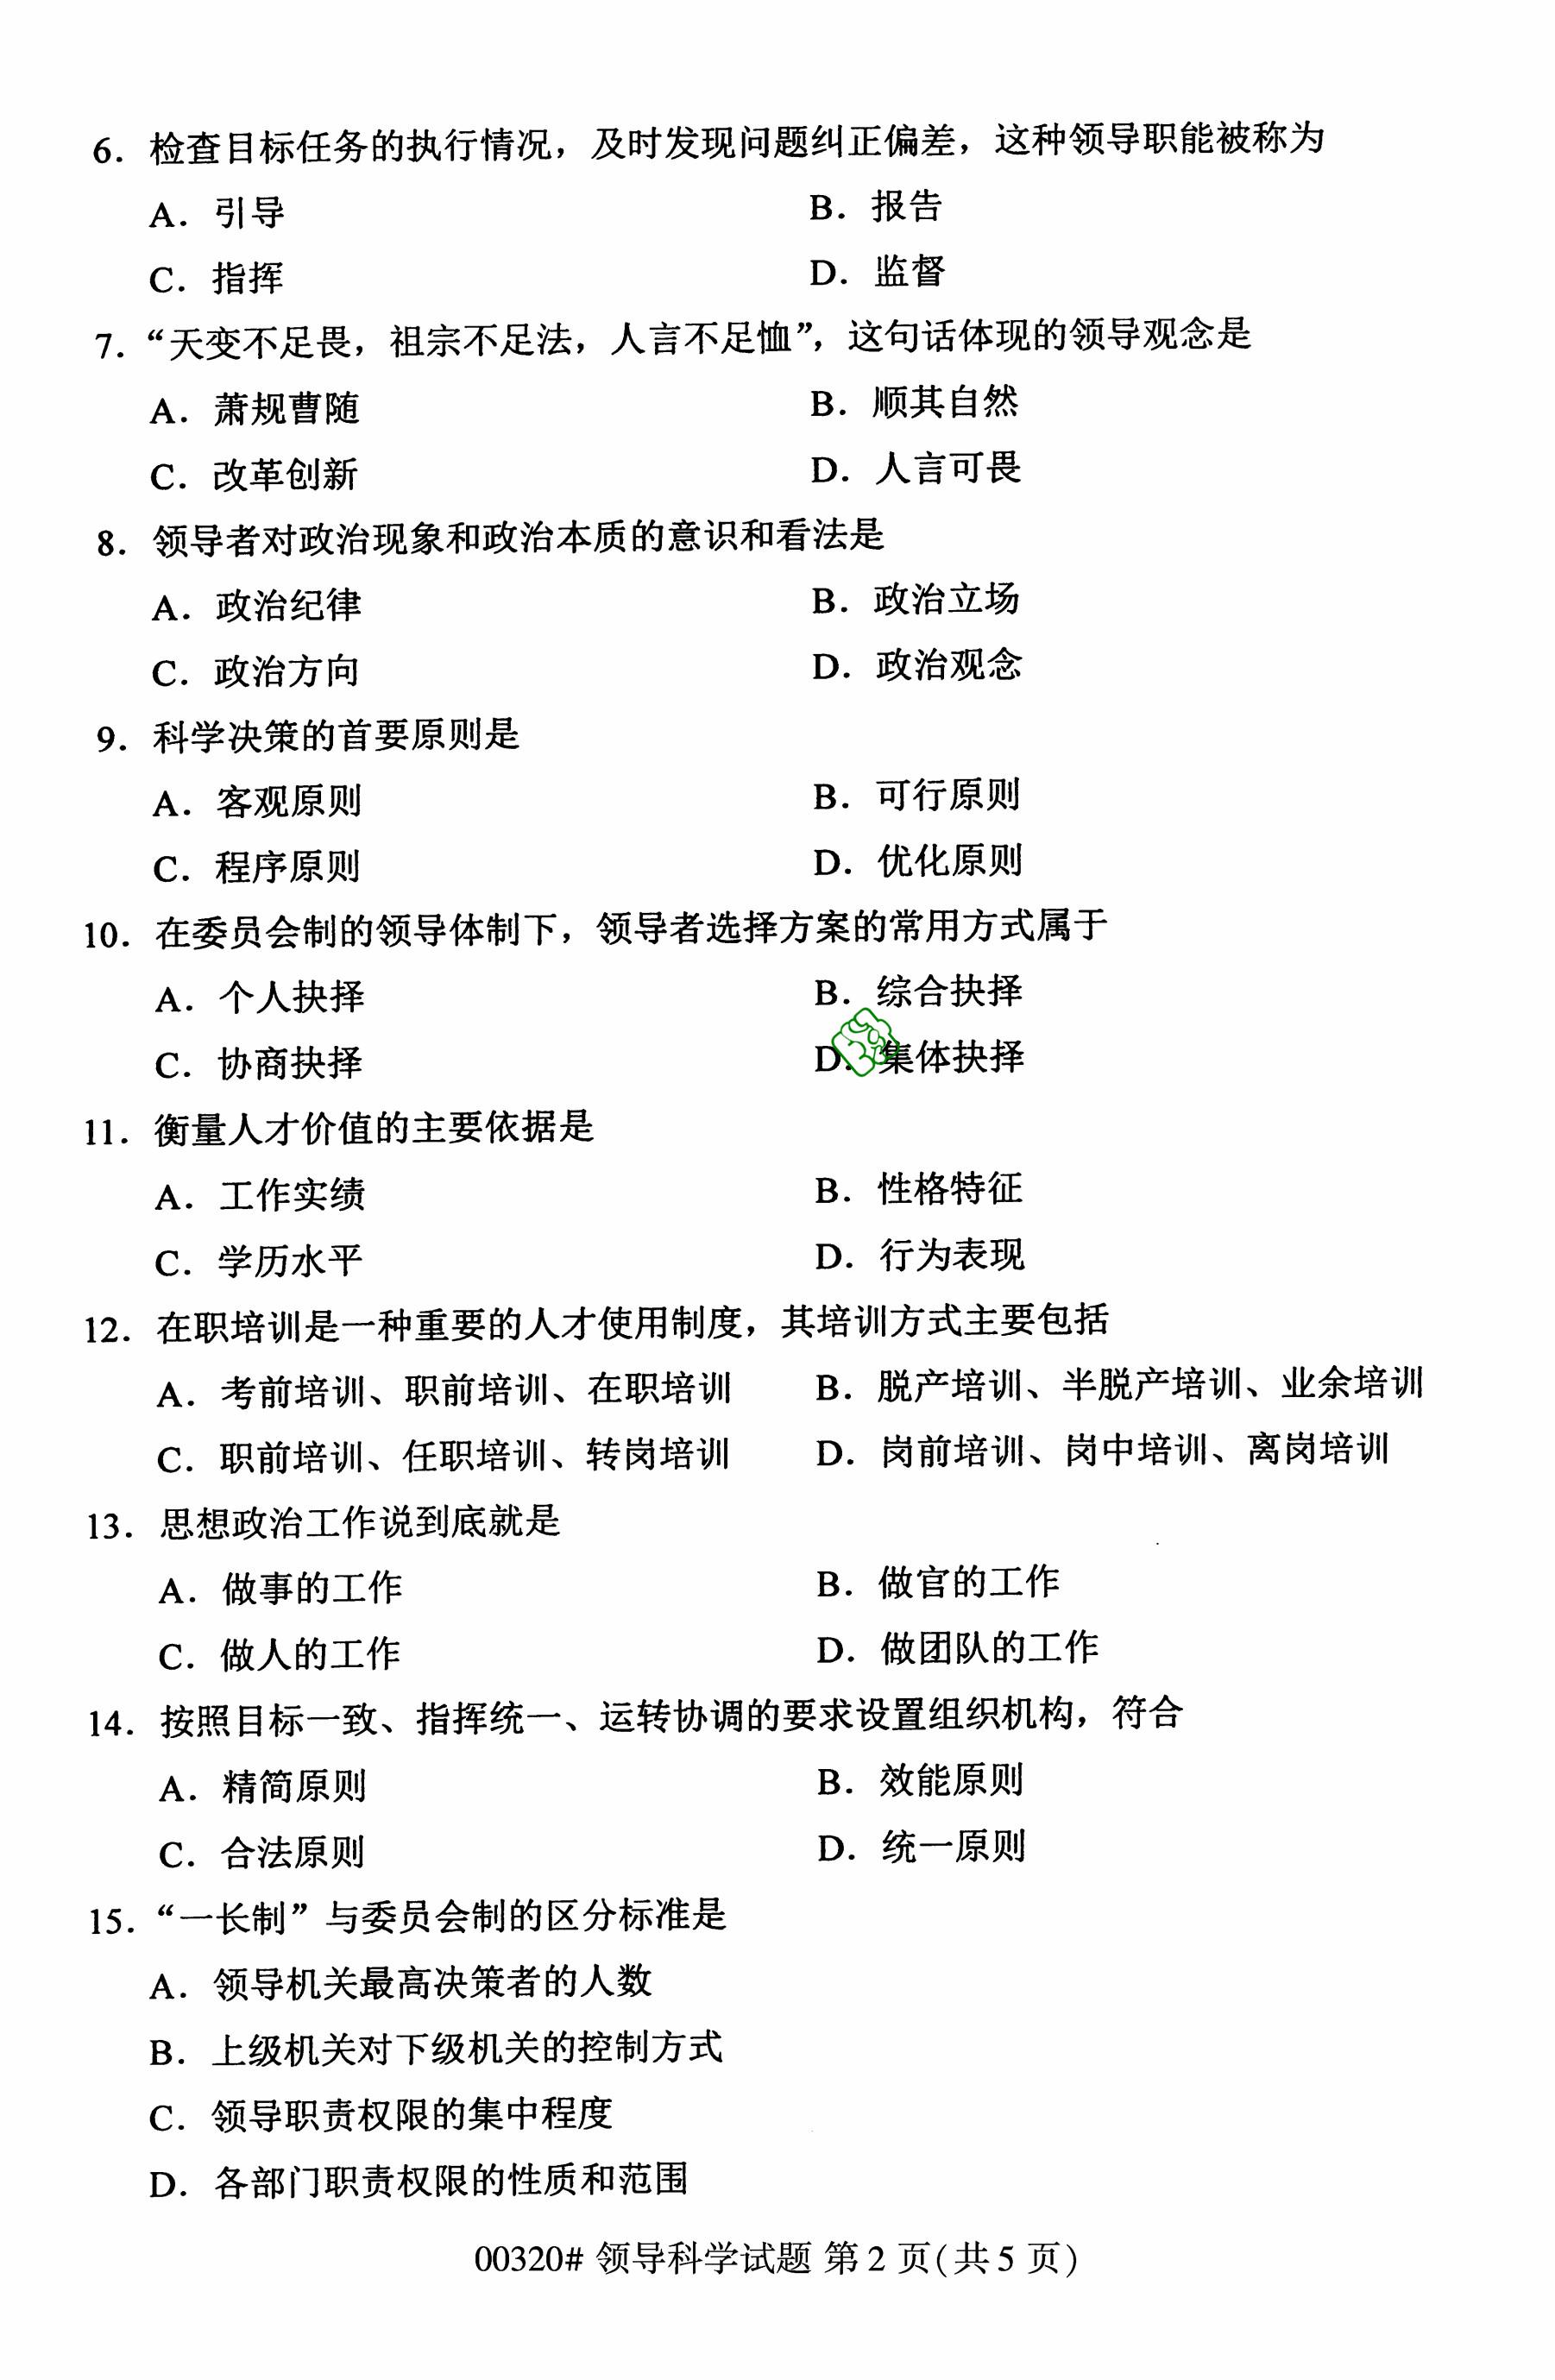 6. 检查目标任务的执行情况，及时发现问题纠正偏差，这种领导职能被称为
A. 引导 B. 报告
C. 指挥 D. 监督
7. “天变不足畏，祖宗不足法，人言不足恤”，这句话体现的领导观念是
A. 萧规曹随 B. 顺其自然
C. 改革创新 D. 人言可畏
8. 领导者对政治现象和政治本质的意识和看法是
A. 政治纪律 B. 政治立场
C. 政治方向 D. 政治观念
9. 科学决策的首要原则是
A. 客观原则 B. 可行原则
C. 程序原则 D. 优化原则
10. 在委员会制的领导体制下，领导者选择方案的常用方式属于
A. 个人抉择 B. 综合抉择
C. 协商抉择 D. 集体抉择
11. 衡量人才价值的主要依据是
A. 工作实绩 B. 性格特征
C. 学历水平 D. 行为表现
12. 在职培训是一种重要的人才使用制度，其培训方式主要包括
A. 考前培训、职前培训、在职培训 B. 脱产培训、半脱产培训、业余培训
C. 职前培训、任职培训、转岗培训 D. 岗前培训、岗中培训、离岗培训
13. 思想政治工作说到底就是
A. 做事的工作 B. 做官的工作
C. 做人的工作 D. 做团队的工作
14. 按照目标一致、指挥统一、运转协调的要求设置组织机构，符合
A. 精简原则 B. 效能原则
C. 合法原则 D. 统一原则
15. “一长制”与委员会制的区分标准是
A. 领导机关最高决策者的人数
B. 上级机关对下级机关的控制方式
C. 领导职责权限的集中程度
D. 各部门职责权限的性质和范围
00320# 领导科学试题 第 2 页(共 5 页)